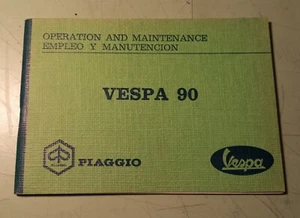 OPERATION AND MAINTENANCE
EMPLEO Y MANUTENCION
VESPA 90
PIAGGIO
Vespa